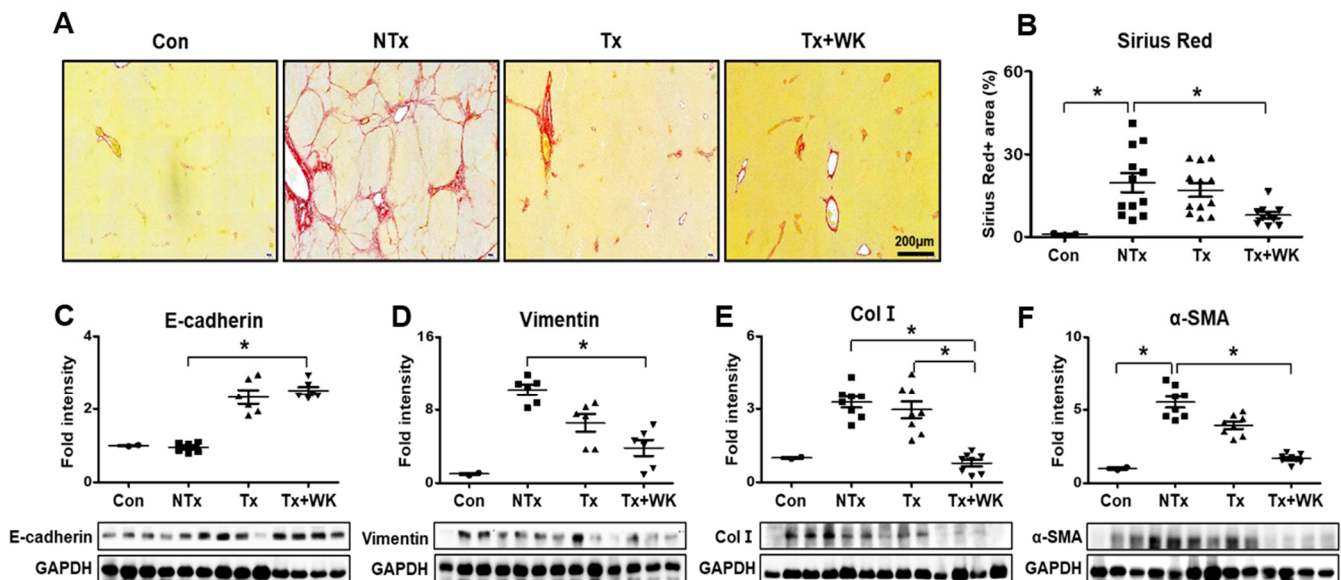 A
Con
NTx
Tx
Tx+WK
200μm
B
Sirius Red
Sirius Red+ area (%)
60
30
0
*
*
Con
NTx
Tx
Tx+WK
C
E-cadherin
Fold intensity
4
2
0
*
Con
NTx
Tx
Tx+WK
E-cadherin
GAPDH
D
Vimentin
Fold intensity
16
8
0
*
Con
NTx
Tx
Tx+WK
Vimentin
GAPDH
E
Col I
Fold intensity
6
3
0
*
*
Con
NTx
Tx
Tx+WK
Col I
GAPDH
F
α-SMA
Fold intensity
10
5
0
*
*
Con
NTx
Tx
Tx+WK
α-SMA
GAPDH